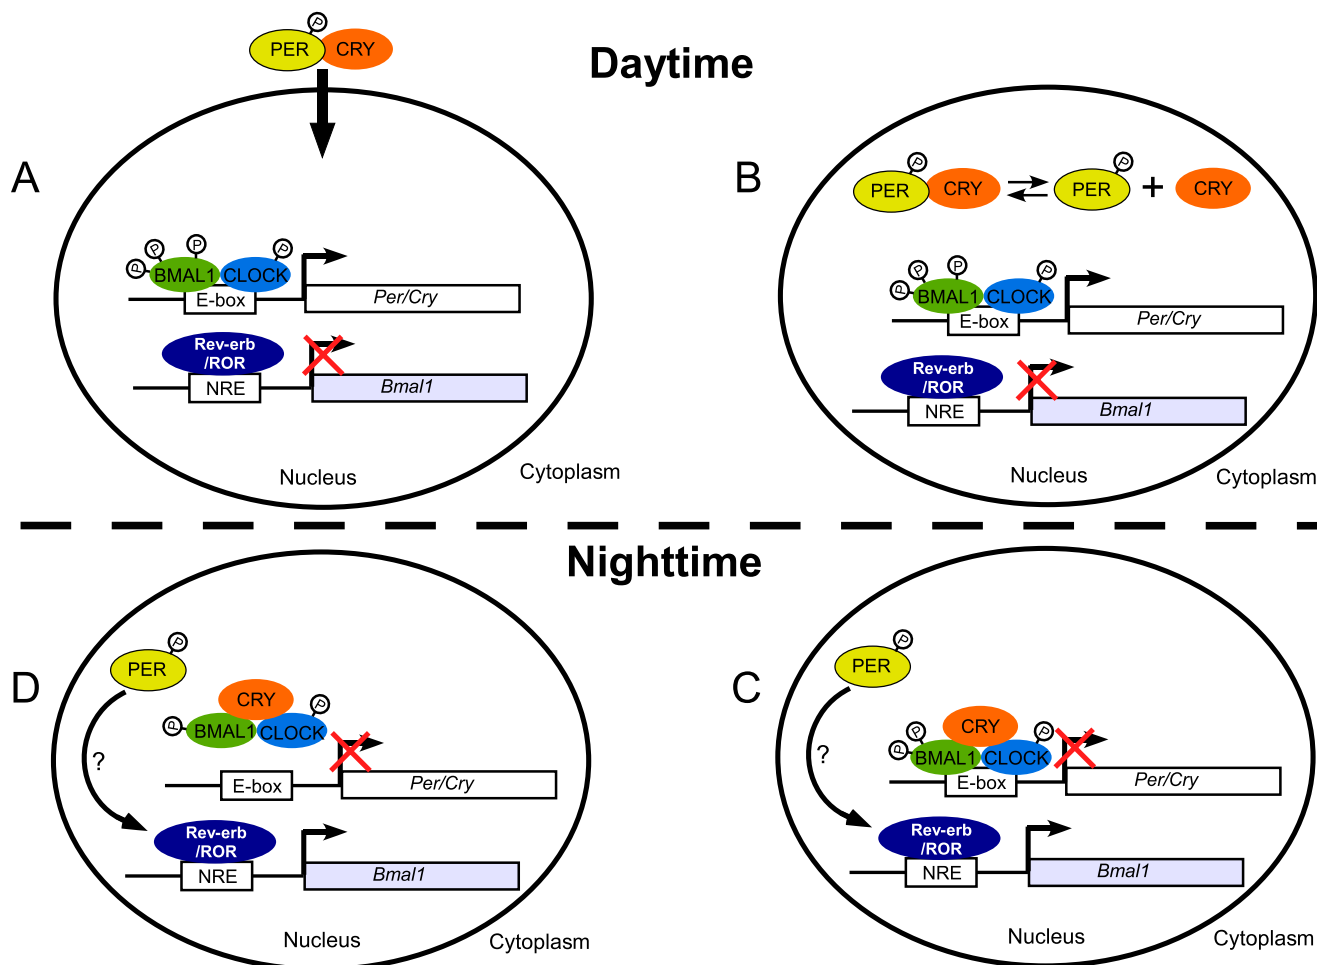 P
PER CRY
Daytime
A
P P P P
BMAL1 CLOCK
E-box Per/Cry
Rev-erb
/ROR
NRE Bmal1
Nucleus Cytoplasm
B
P P
PER CRY PER + CRY
P P P P
BMAL1 CLOCK
E-box Per/Cry
Rev-erb
/ROR
NRE Bmal1
Nucleus Cytoplasm
Nighttime
D
P
PER
CRY
P P
BMAL1 CLOCK
?
E-box Per/Cry
Rev-erb
/ROR
NRE Bmal1
Nucleus Cytoplasm
C
P
PER
CRY
P P P
BMAL1 CLOCK
?
E-box Per/Cry
Rev-erb
/ROR
NRE Bmal1
Nucleus Cytoplasm